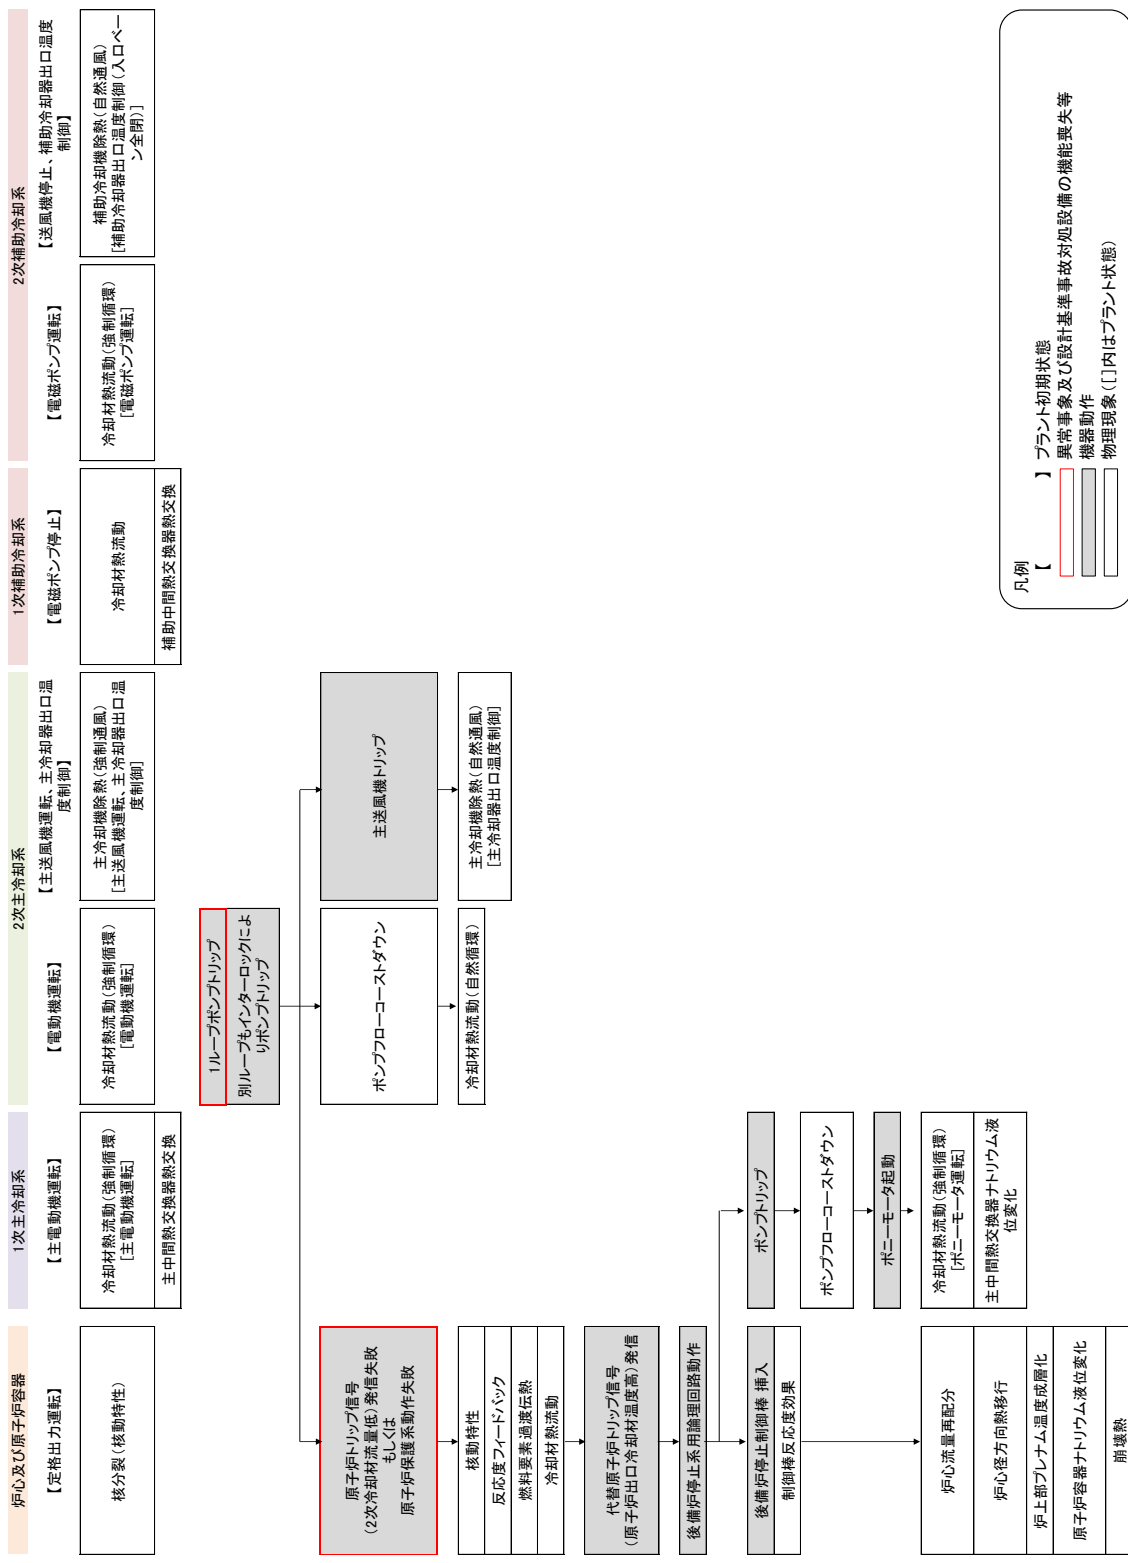 炉心及び原子炉容器
【定格出力運転】
核分裂(核動特性)
原子炉トリップ信号
(2次冷却材流量低)発信失敗
もしくは
原子炉保護系動作失敗
核動特性
反応度フィードバック
燃料要素過渡伝熱
冷却材熱流動
代替原子炉トリップ信号
(原子炉出口冷却材温度高)発信
後備炉停止系用論理回路動作
後備炉停止制御棒 挿入
制御棒反応度効果
炉心流量再配分
炉心径方向熱移行
炉上部プレナム温度成層化
原子炉容器ナトリウム液位変化
崩壊熱
1次主冷却系
【主電動機運転】
冷却材熱流動(強制循環)
[主電動機運転]
主中間熱交換器熱交換
ポンプトリップ
ポンプフローコーストダウン
ポニーモータ起動
冷却材熱流動(強制循環)
[ポニーモータ運転]
主中間熱交換器ナトリウム液
位変化
2次主冷却系
【電動機運転】
冷却材熱流動(強制循環)
[電動機運転]
1ループポンプトリップ
別ループもインターロックによ
りポンプトリップ
ポンプフローコーストダウン
冷却材熱流動(自然循環)
【主送風機運転、主冷却器出口温
度制御】
主冷却機除熱(強制通風)
[主送風機運転、主冷却器出口温
度制御]
主送風機トリップ
主冷却機除熱(自然通風)
[主冷却器出口温度制御]
1次補助冷却系
【電磁ポンプ停止】
冷却材熱流動
補助中間熱交換器熱交換
2次補助冷却系
【電磁ポンプ運転】
冷却材熱流動(強制循環)
[電磁ポンプ運転]
【送風機停止、補助冷却器出口温度
制御】
補助冷却機除熱(自然通風)
[補助冷却器出口温度制御(入口ベー
ン全閉)]
凡例
【 】 プラント初期状態
異常事象及び設計基準事故対処設備の機能喪失等
機器動作
物理現象([]内はプラント状態)